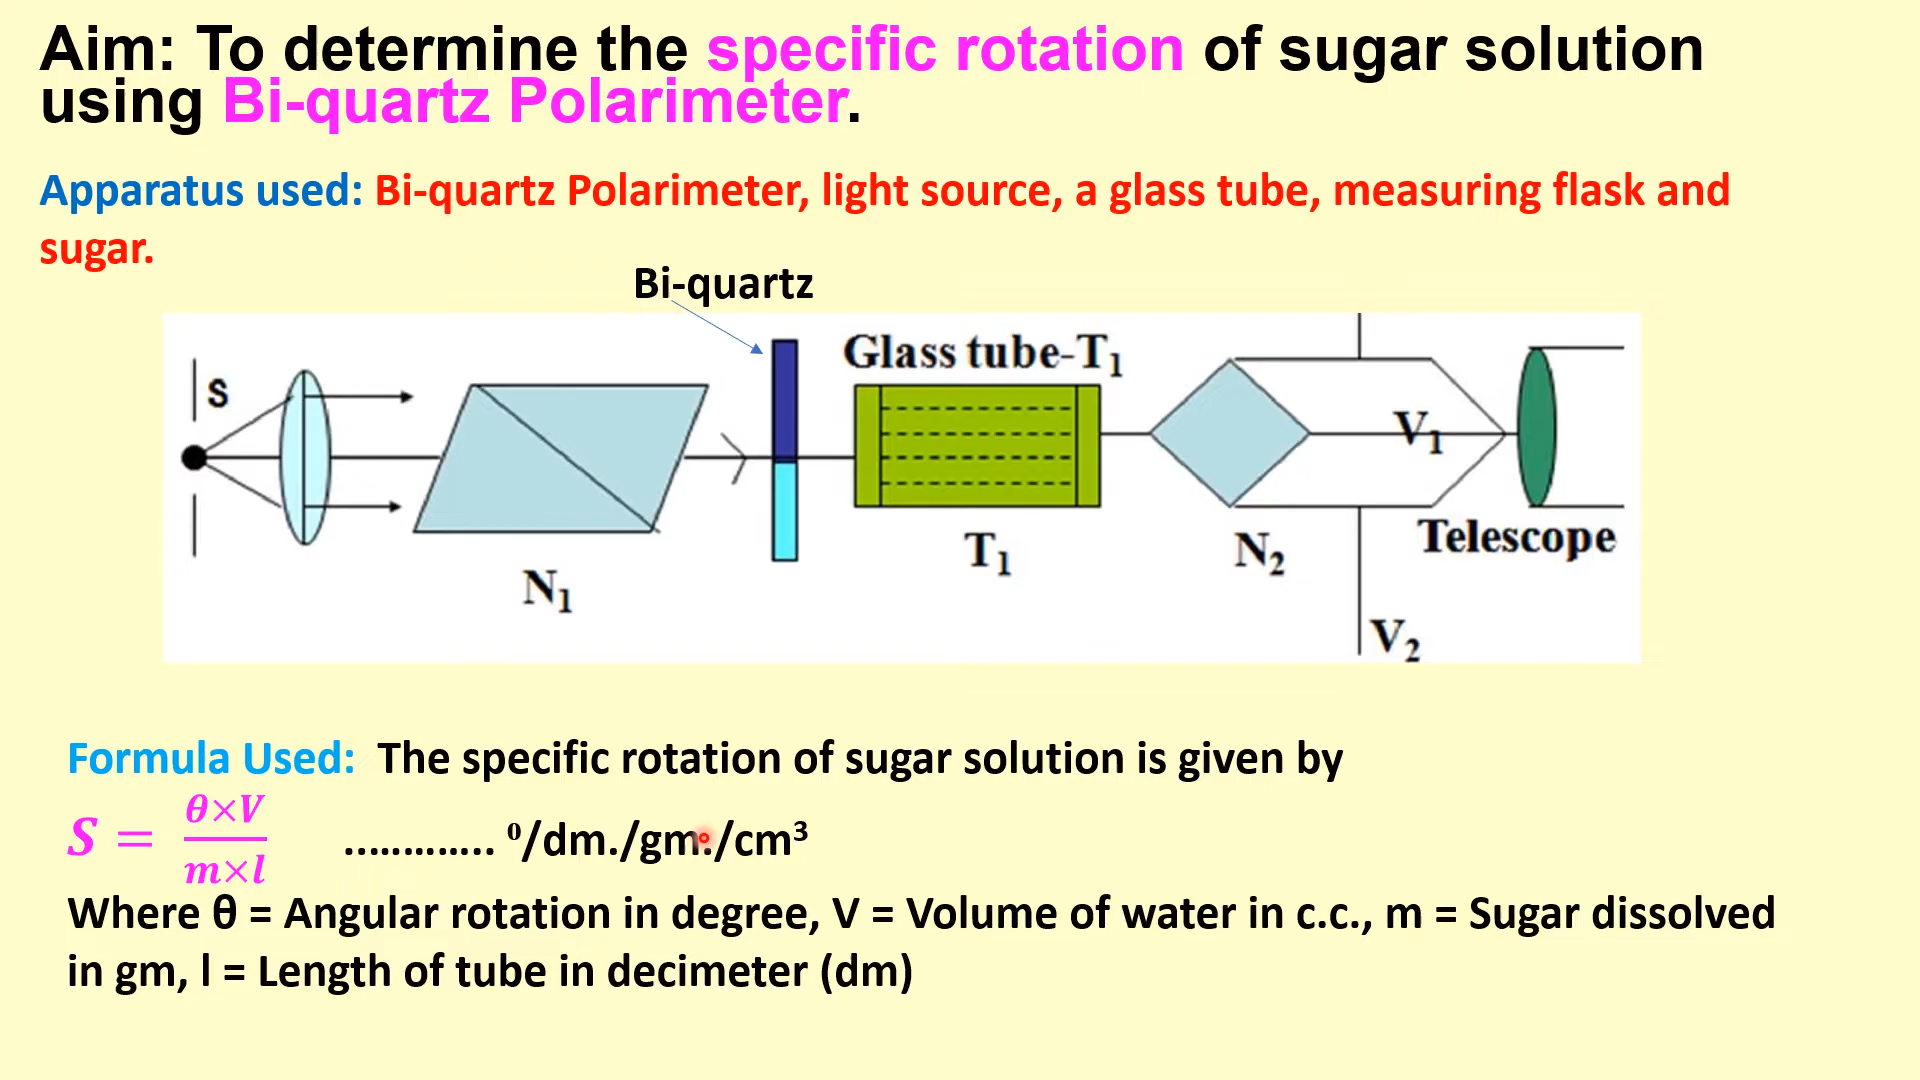 Aim: To determine the specific rotation of sugar solution
using Bi-quartz Polarimeter.
Apparatus used: Bi-quartz Polarimeter, light source, a glass tube, measuring flask and
sugar.
Bi-quartz
Glass tube-T₁
S
V₁
N₁
T₁
N₂
Telescope
V₂
Formula Used: The specific rotation of sugar solution is given by
S = θ×V / m×l ............. ⁰/dm./gm./cm³
Where θ = Angular rotation in degree, V = Volume of water in c.c., m = Sugar dissolved
in gm, l = Length of tube in decimeter (dm)